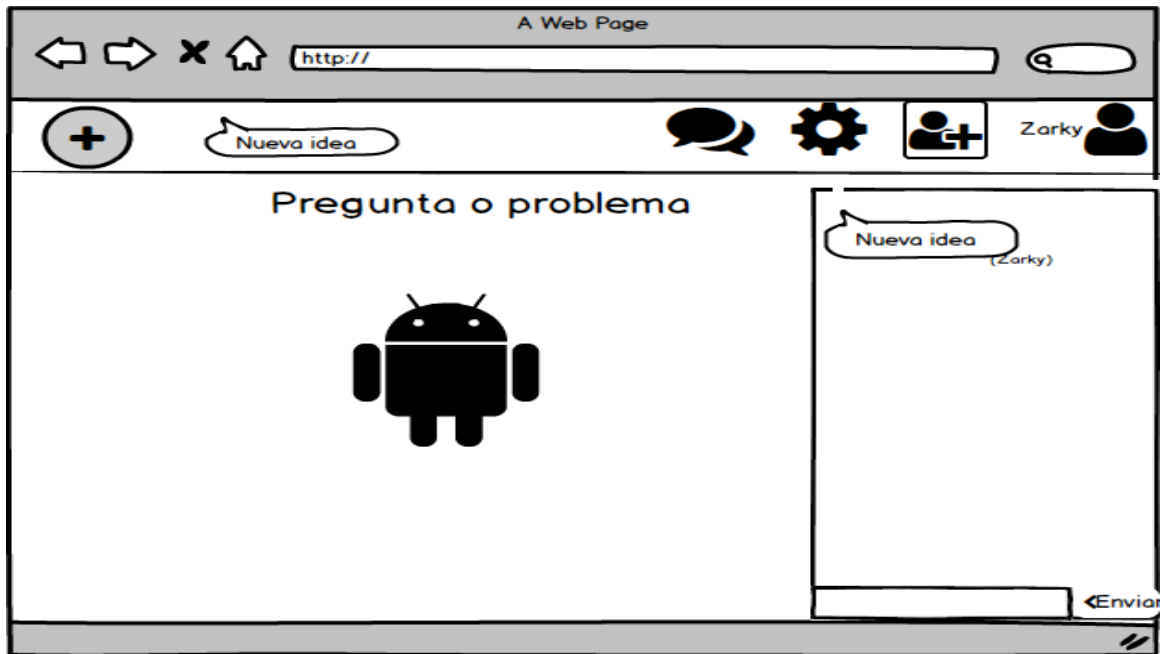 A Web Page
http://
Nueva idea
Zarky
Pregunta o problema
Nueva idea
(Zarky)
Enviar